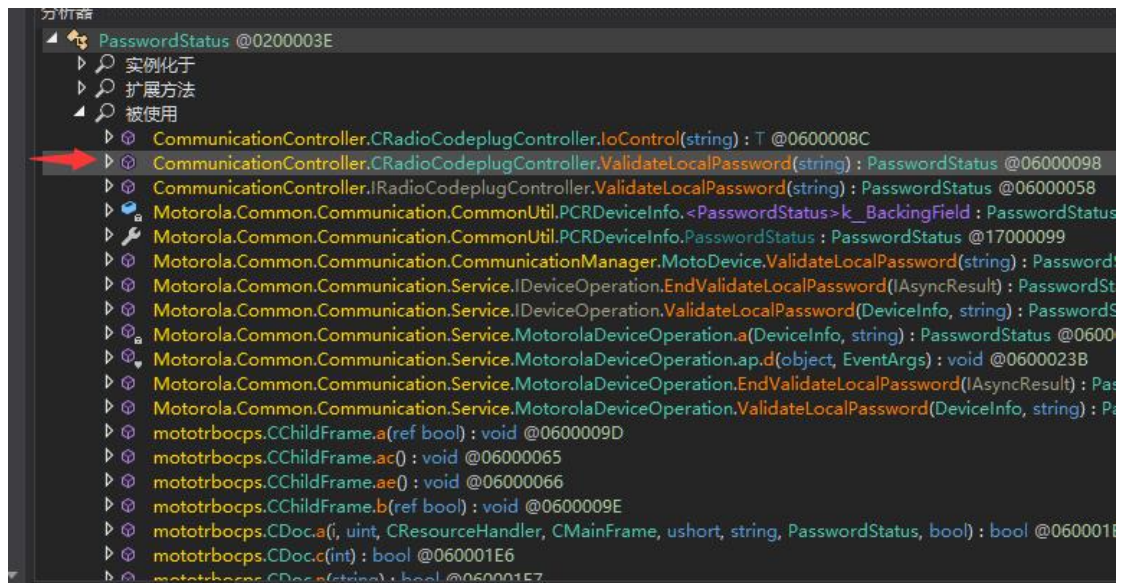 分析器
PasswordStatus @0200003E
实例化于
扩展方法
被使用
CommunicationController.CRadioCodeplugController.IoControl(string) : T @0600008C
CommunicationController.CRadioCodeplugController.ValidateLocalPassword(string) : PasswordStatus @06000098
CommunicationController.IRadioCodeplugController.ValidateLocalPassword(string) : PasswordStatus @06000058
Motorola.Common.Communication.CommonUtil.PCRDeviceInfo.<PasswordStatus>k__BackingField : PasswordStatus
Motorola.Common.Communication.CommonUtil.PCRDeviceInfo.PasswordStatus : PasswordStatus @17000099
Motorola.Common.Communication.CommunicationManager.MotoDevice.ValidateLocalPassword(string) : Password
Motorola.Common.Communication.Service.IDeviceOperation.EndValidateLocalPassword(IAsyncResult) : PasswordSt
Motorola.Common.Communication.Service.IDeviceOperation.ValidateLocalPassword(DeviceInfo, string) : PasswordS
Motorola.Common.Communication.Service.MotorolaDeviceOperation.a(DeviceInfo, string) : PasswordStatus @0600
Motorola.Common.Communication.Service.MotorolaDeviceOperation.ap.d(object, EventArgs) : void @0600023B
Motorola.Common.Communication.Service.MotorolaDeviceOperation.EndValidateLocalPassword(IAsyncResult) : Pas
Motorola.Common.Communication.Service.MotorolaDeviceOperation.ValidateLocalPassword(DeviceInfo, string) : Pa
mototrbocps.CChildFrame.a(ref bool) : void @0600009D
mototrbocps.CChildFrame.ac() : void @06000065
mototrbocps.CChildFrame.ae() : void @06000066
mototrbocps.CChildFrame.b(ref bool) : void @0600009E
mototrbocps.CDoc.a(i, uint, CResourceHandler, CMainFrame, ushort, string, PasswordStatus, bool) : bool @060001E
mototrbocps.CDoc.c(int) : bool @060001E6
mototrbocps.CDoc.n(string) : bool @060001E7